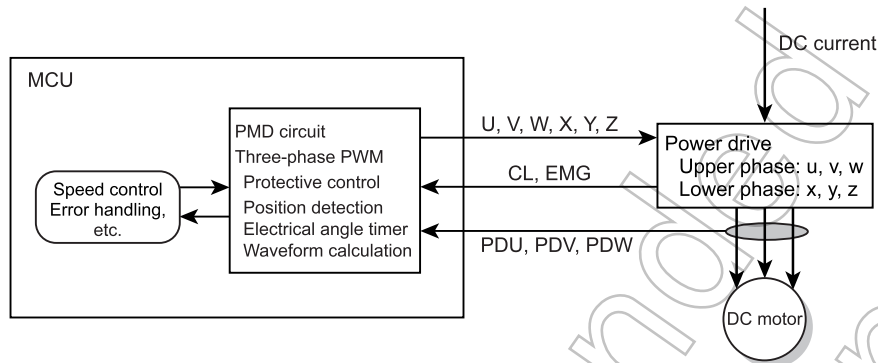 DC current
MCU
PMD circuit
Three-phase PWM
Protective control
Position detection
Electrical angle timer
Waveform calculation
Speed control
Error handling,
etc.
U, V, W, X, Y, Z
CL, EMG
PDU, PDV, PDW
Power drive
Upper phase: u, v, w
Lower phase: x, y, z
DC motor